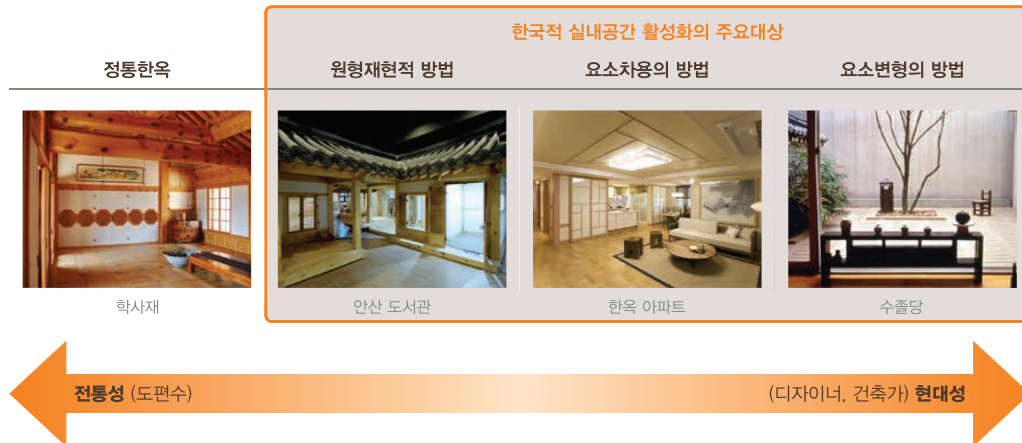 한국적 실내공간 활성화의 주요대상
정통한옥 원형재현적 방법 요소차용의 방법 요소변형의 방법
학사재 안산 도서관 한옥 아파트 수졸당
전통성 (도편수) (디자이너, 건축가) 현대성